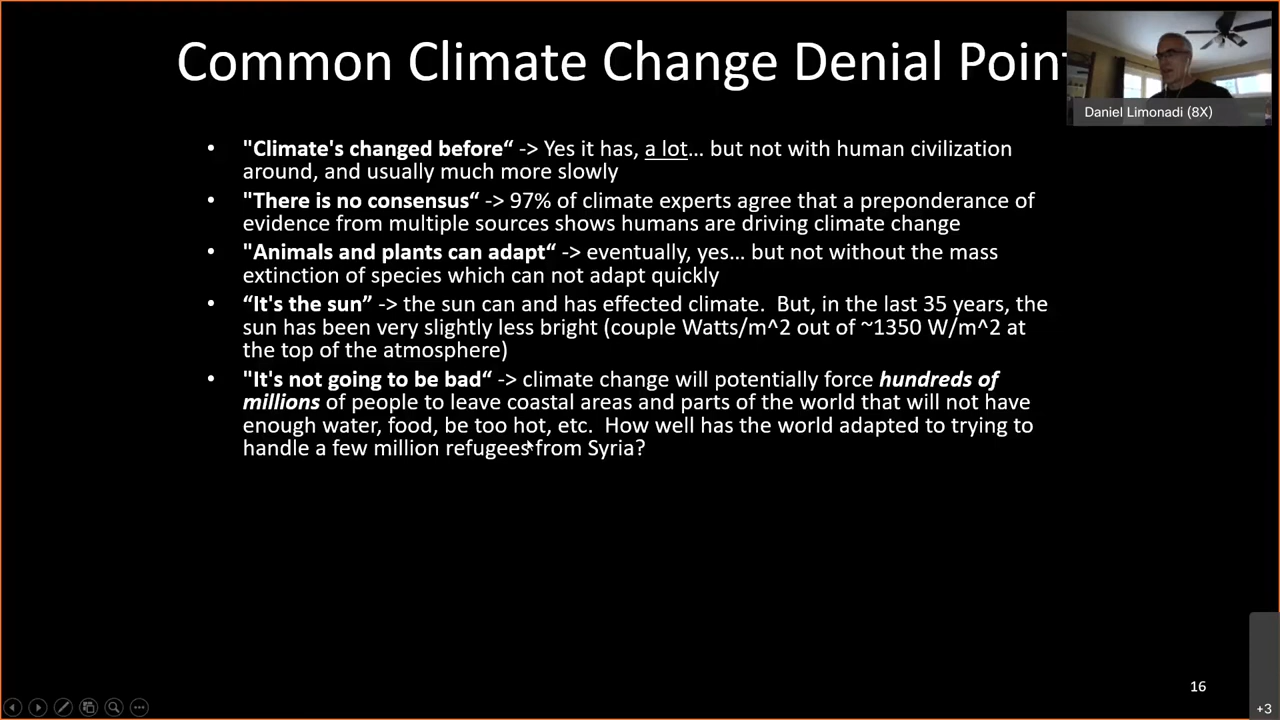 Common Climate Change Denial Point
Daniel Limonadi (8X)
• "Climate's changed before“ -> Yes it has, a lot… but not with human civilization
around, and usually much more slowly
• "There is no consensus“ -> 97% of climate experts agree that a preponderance of
evidence from multiple sources shows humans are driving climate change
• "Animals and plants can adapt“ -> eventually, yes… but not without the mass
extinction of species which can not adapt quickly
• “It's the sun” -> the sun can and has effected climate.  But, in the last 35 years, the
sun has been very slightly less bright (couple Watts/m^2 out of ~1350 W/m^2 at
the top of the atmosphere)
• "It's not going to be bad“ -> climate change will potentially force hundreds of
millions of people to leave coastal areas and parts of the world that will not have
enough water, food, be too hot, etc.  How well has the world adapted to trying to
handle a few million refugees from Syria?
16
+3